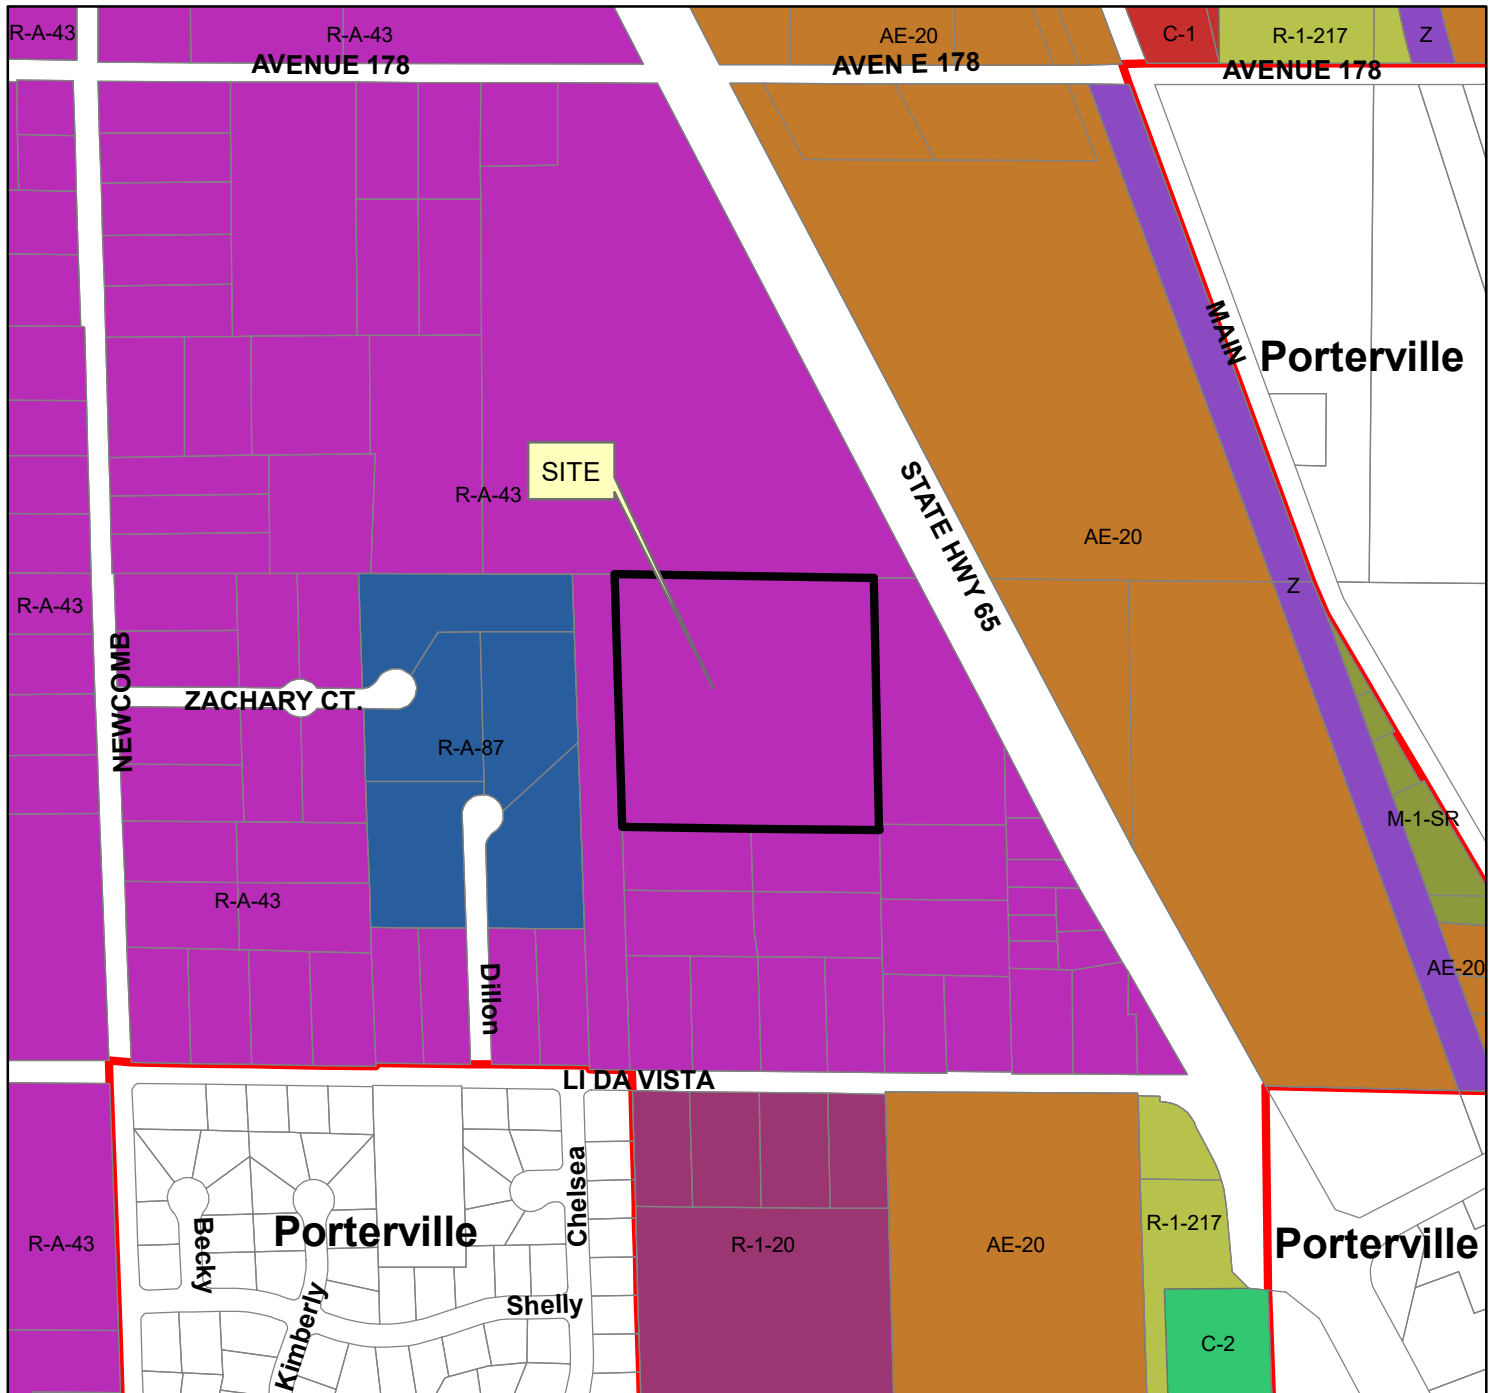 R-A-43
R-A-43
AE-20
C-1
R-1-217
Z
AVENUE 178
AVEN E 178
AVENUE 178
MAIN
Porterville
SITE
R-A-43
STATE HWY 65
AE-20
Z
R-A-43
NEWCOMB
ZACHARY CT.
R-A-87
M-1-SR
R-A-43
Dillon
AE-20
LI DA VISTA
Chelsea
Becky
Porterville
R-A-43
R-1-20
AE-20
R-1-217
Porterville
Shelly
Kimberly
C-2